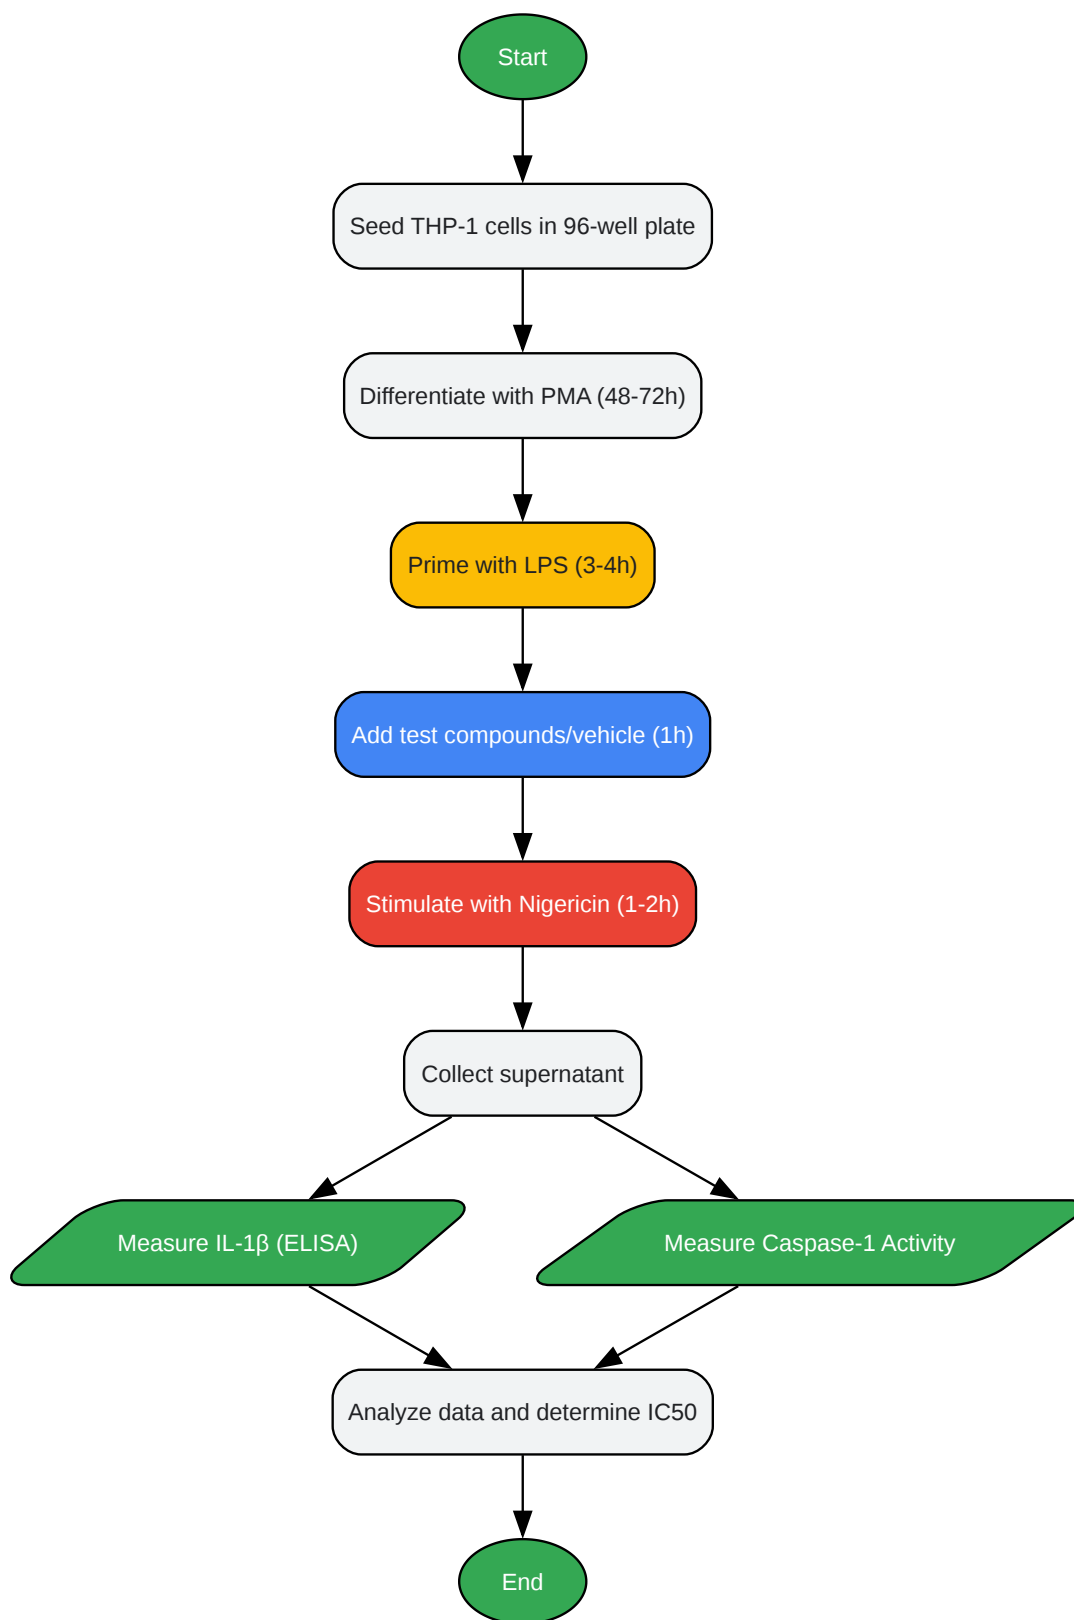 Start
Seed THP-1 cells in 96-well plate
Differentiate with PMA (48-72h)
Prime with LPS (3-4h)
Add test compounds/vehicle (1h)
Stimulate with Nigericin (1-2h)
Collect supernatant
Measure IL-1β (ELISA)
Measure Caspase-1 Activity
Analyze data and determine IC50
End